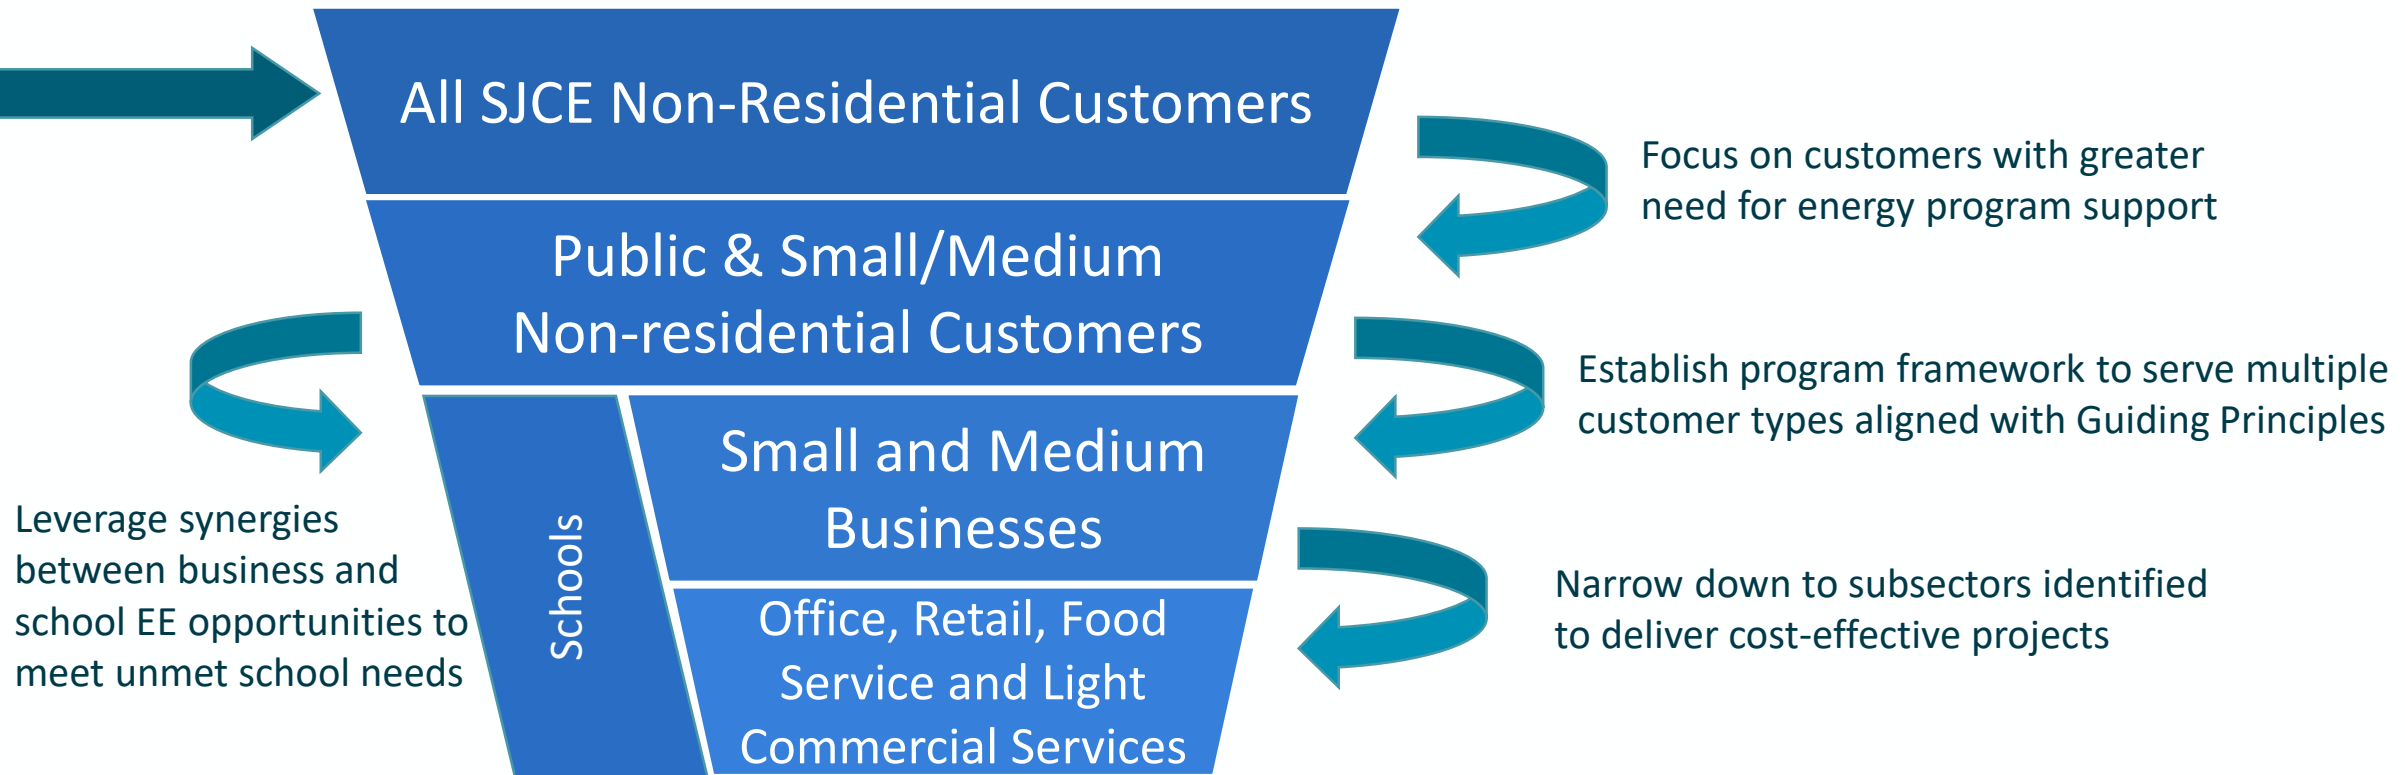 All SJCE Non-Residential Customers
Focus on customers with greater
need for energy program support
Public & Small/Medium
Non-residential Customers
Establish program framework to serve multiple
customer types aligned with Guiding Principles
Leverage synergies
between business and
school EE opportunities to
meet unmet school needs
Schools
Small and Medium
Businesses
Narrow down to subsectors identified
to deliver cost-effective projects
Office, Retail, Food
Service and Light
Commercial Services